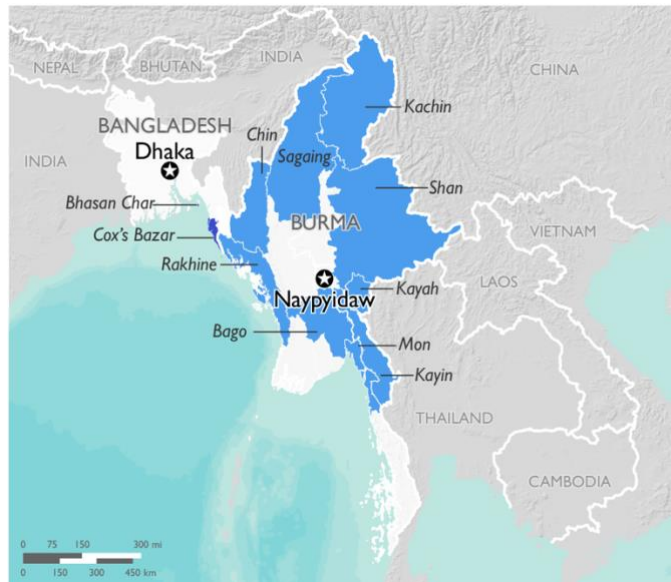 NEPAL
BHUTAN
INDIA
CHINA
Kachin
BANGLADESH
Chin
Dhaka
Sagaing
INDIA
Shan
Bhasan Char
BURMA
Cox's Bazar
VIETNAM
Rakhine
LAOS
Naypyidaw
Kayah
Bago
Mon
Kayin
THAILAND
CAMBODIA
0 75 150 300 mi
0 150 300 450 km